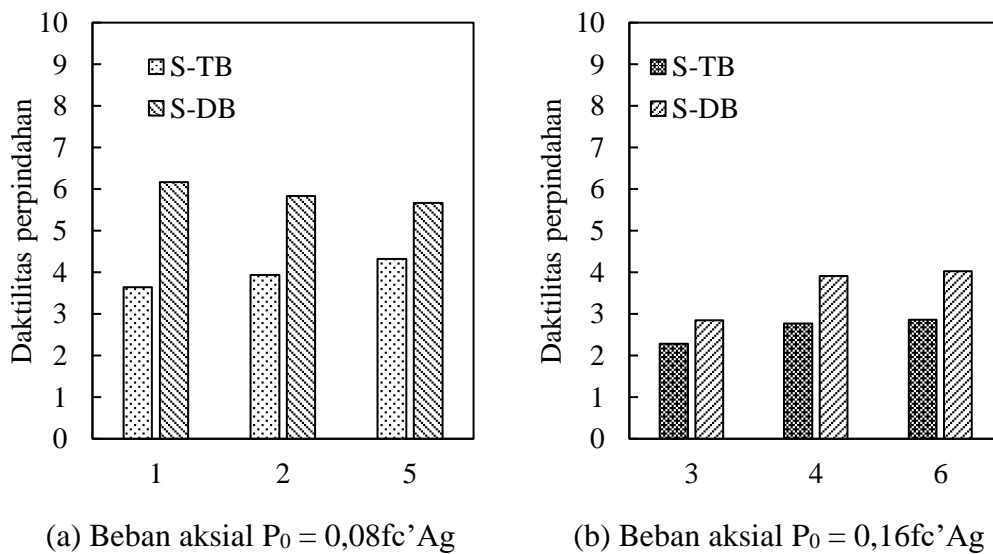 Daktilitas perpindahan
10
9
8
7
6
5
4
3
2
1
0
S-TB
S-DB
1 2 5
(a) Beban aksial P₀ = 0,08fc’Ag
Daktilitas perpindahan
10
9
8
7
6
5
4
3
2
1
0
S-TB
S-DB
3 4 6
(b) Beban aksial P₀ = 0,16fc’Ag